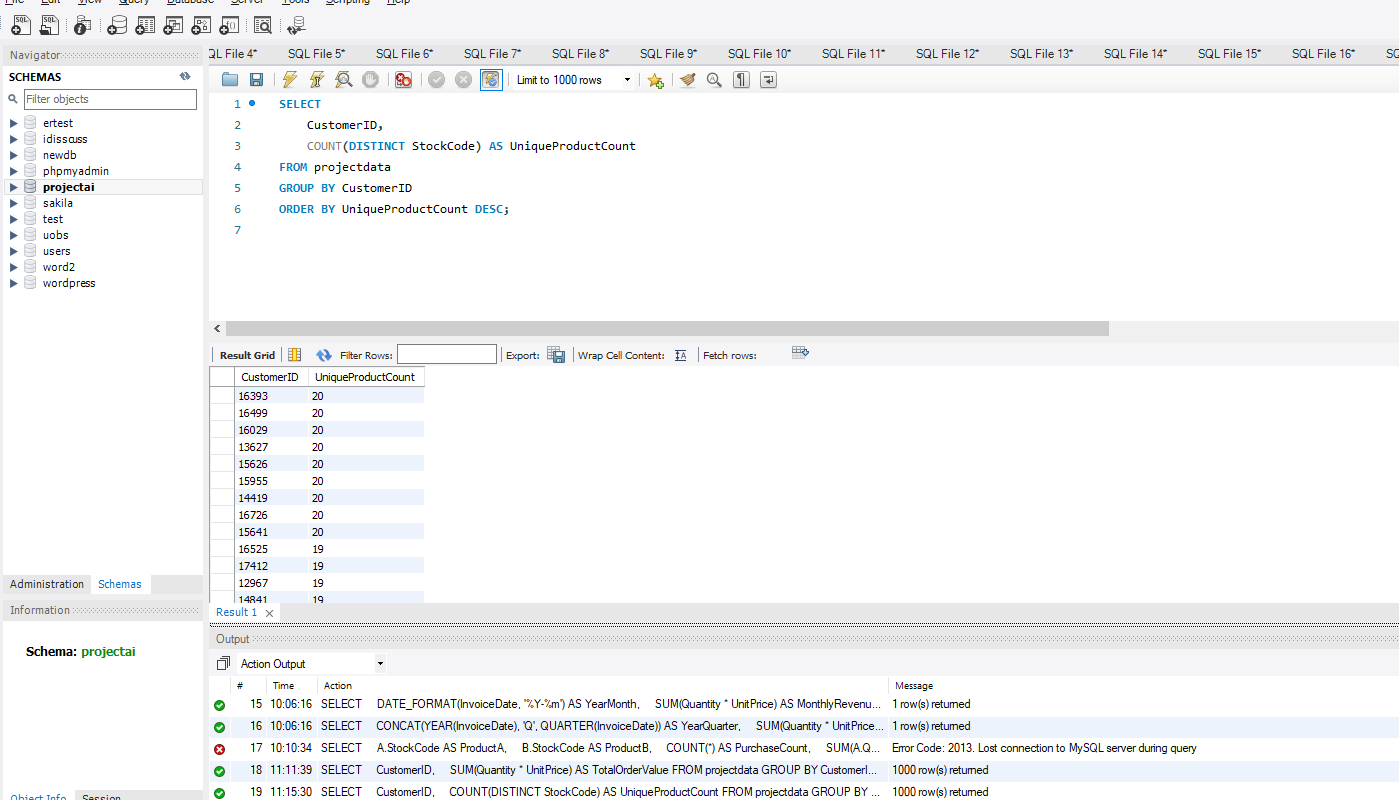 File Edit View Query Database Server Tools Scripting Help
Navigator
SCHEMAS
Filter objects
ertest
idiscuss
newdb
phpmyadmin
projectai
sakila
test
uobs
users
word2
wordpress
Administration Schemas
Information
Schema: projectai
Object Info Session
SQL File 4* SQL File 5* SQL File 6* SQL File 7* SQL File 8* SQL File 9* SQL File 10* SQL File 11* SQL File 12* SQL File 13* SQL File 14* SQL File 15* SQL File 16*
Limit to 1000 rows
1 SELECT
2 CustomerID,
3 COUNT(DISTINCT StockCode) AS UniqueProductCount
4 FROM projectdata
5 GROUP BY CustomerID
6 ORDER BY UniqueProductCount DESC;
7
Result Grid Filter Rows: Export: Wrap Cell Content: Fetch rows:
CustomerID UniqueProductCount
16393 20
16499 20
16029 20
13627 20
15626 20
15955 20
14419 20
16726 20
15641 20
16525 19
17412 19
12967 19
14841 19
Result 1
Output
Action Output
# Time Action Message
15 10:06:16 SELECT DATE_FORMAT(InvoiceDate, '%Y-%m') AS YearMonth, SUM(Quantity * UnitPrice) AS MonthlyRevenu... 1 row(s) returned
16 10:06:16 SELECT CONCAT(YEAR(InvoiceDate), 'Q', QUARTER(InvoiceDate)) AS YearQuarter, SUM(Quantity * UnitPrice... 1 row(s) returned
17 10:10:34 SELECT A.StockCode AS ProductA, B.StockCode AS ProductB, COUNT(*) AS PurchaseCount, SUM(A.Q... Error Code: 2013. Lost connection to MySQL server during query
18 11:11:39 SELECT CustomerID, SUM(Quantity * UnitPrice) AS TotalOrderValue FROM projectdata GROUP BY CustomerI... 1000 row(s) returned
19 11:15:30 SELECT CustomerID, COUNT(DISTINCT StockCode) AS UniqueProductCount FROM projectdata GROUP BY ... 1000 row(s) returned